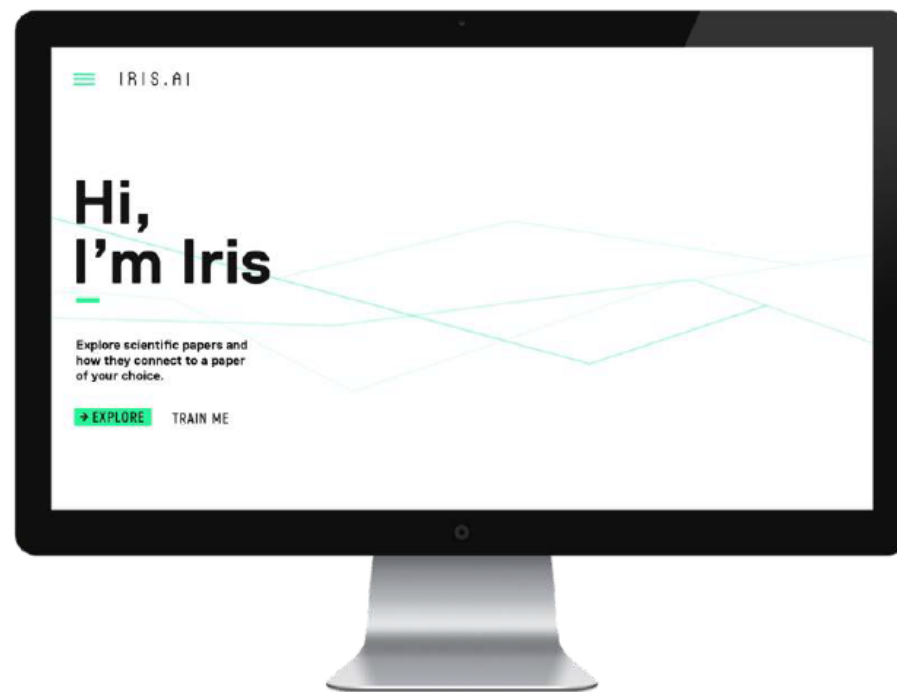 IRIS.AI
Hi,
I'm Iris
Explore scientific papers and
how they connect to a paper
of your choice.
→ EXPLORE TRAIN ME